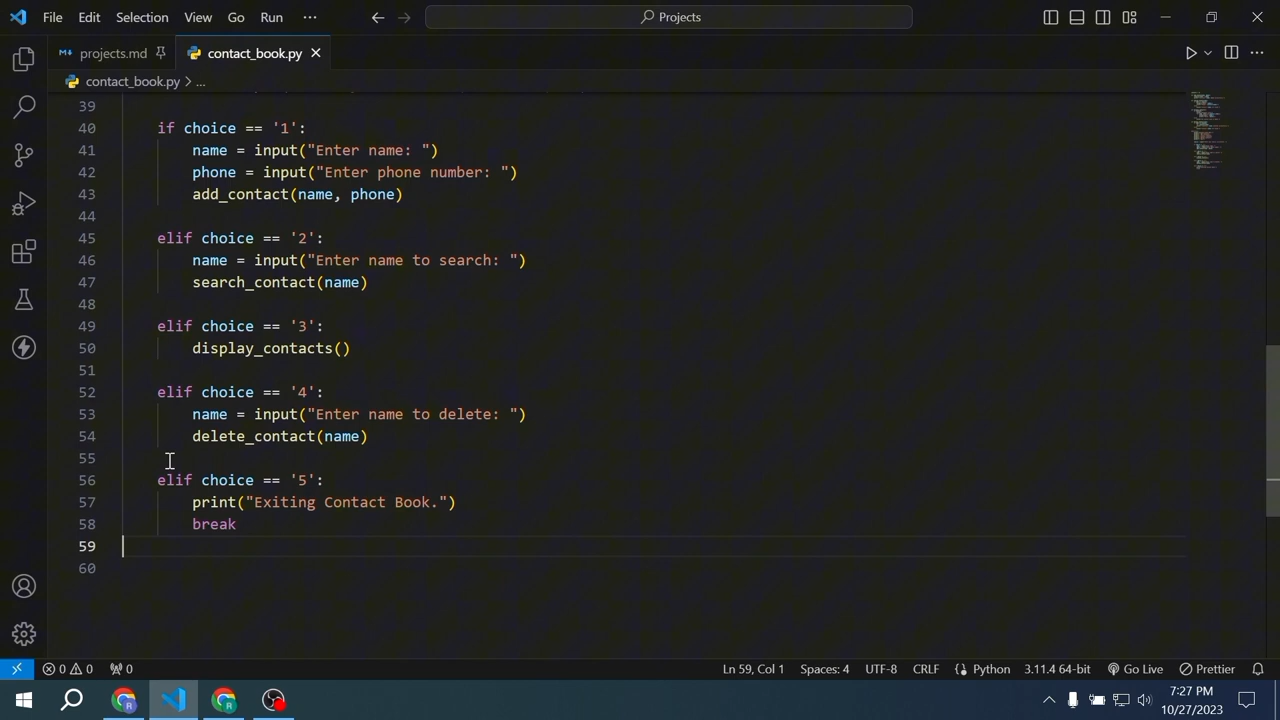 File Edit Selection View Go Run ··· Projects
projects.md contact_book.py
contact_book.py > ...
39
40 if choice == '1':
41 name = input("Enter name: ")
42 phone = input("Enter phone number: ")
43 add_contact(name, phone)
44
45 elif choice == '2':
46 name = input("Enter name to search: ")
47 search_contact(name)
48
49 elif choice == '3':
50 display_contacts()
51
52 elif choice == '4':
53 name = input("Enter name to delete: ")
54 delete_contact(name)
55
56 elif choice == '5':
57 print("Exiting Contact Book.")
58 break
59
60
0 0 0 Ln 59, Col 1 Spaces: 4 UTF-8 CRLF Python 3.11.4 64-bit Go Live Prettier
7:27 PM
10/27/2023